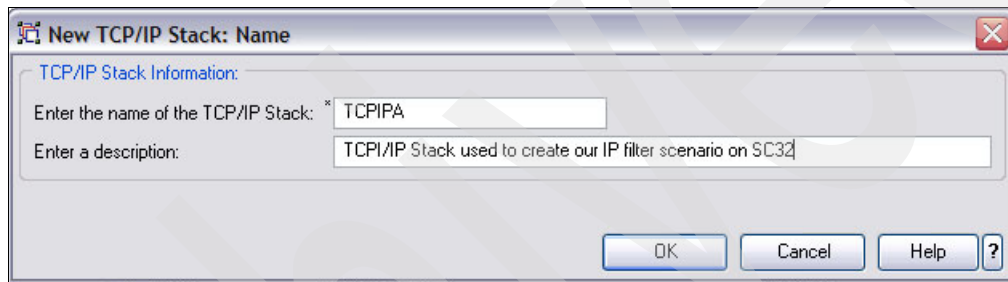 New TCP/IP Stack: Name
TCP/IP Stack Information:
Enter the name of the TCP/IP Stack: * TCPIPA
Enter a description: TCPI/IP Stack used to create our IP filter scenario on SC32
OK Cancel Help ?